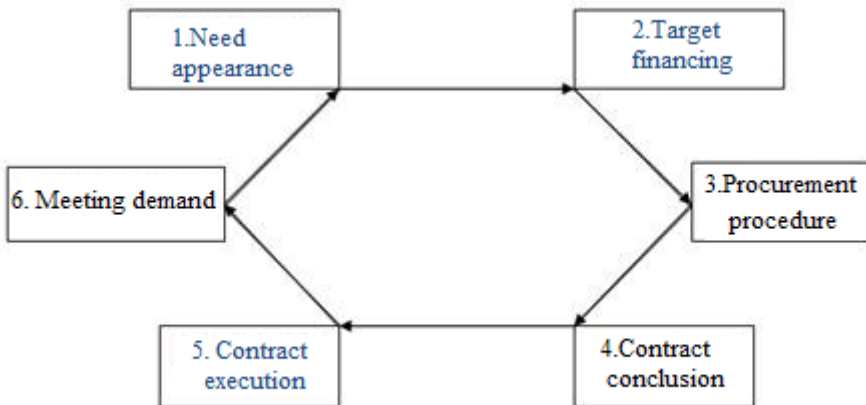 1.Need
appearance
2.Target
financing
3.Procurement
procedure
4.Contract
conclusion
5. Contract
execution
6. Meeting demand